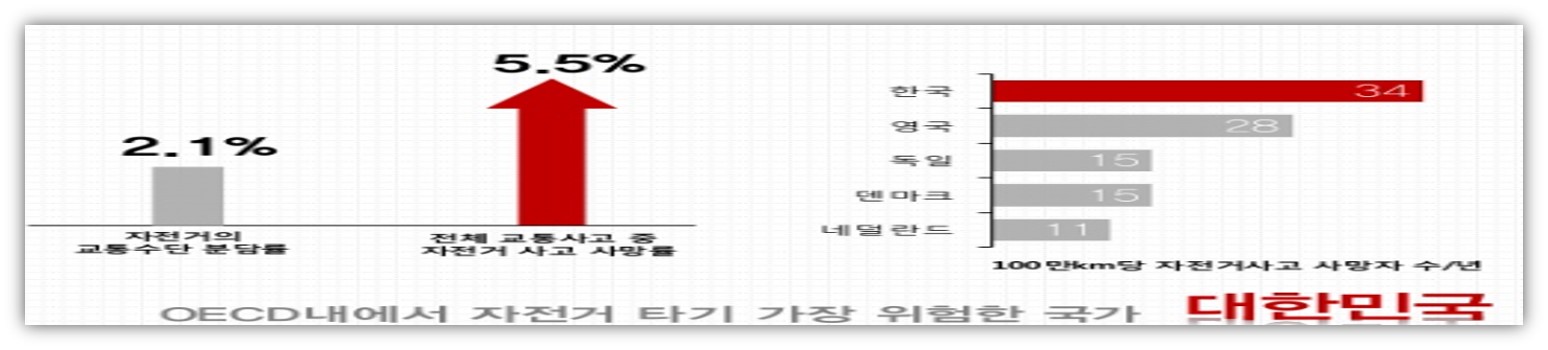 5.5%
2.1%
자전거의
교통수단 분담률
전체 교통사고 중
자전거 사고 사망률
한국 34
영국 28
독일 15
덴마크 15
네덜란드 11
100만km당 자전거사고 사망자 수/년
OECD내에서 자전거 타기 가장 위험한 국가 대한민국